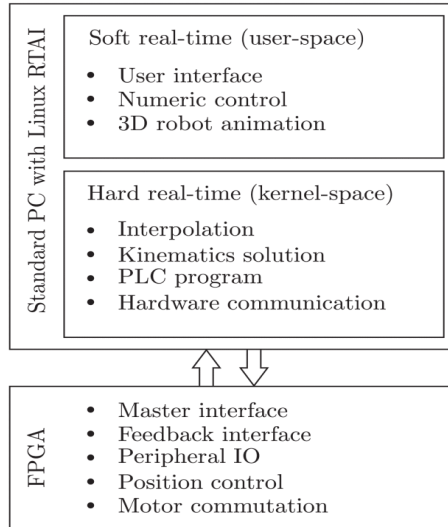 Standard PC with Linux RTAI
Soft real-time (user-space)
• User interface
• Numeric control
• 3D robot animation
Hard real-time (kernel-space)
• Interpolation
• Kinematics solution
• PLC program
• Hardware communication
FPGA
• Master interface
• Feedback interface
• Peripheral IO
• Position control
• Motor commutation